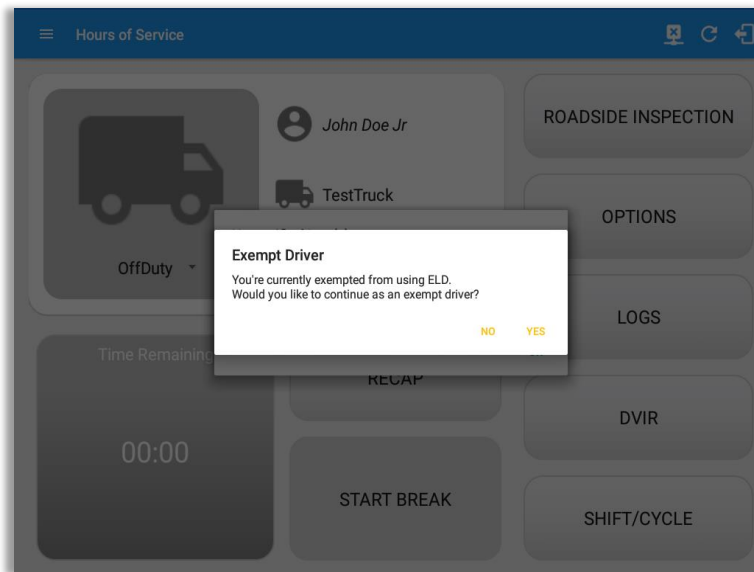 Hours of Service
John Doe Jr
TestTruck
OffDuty
ROADSIDE INSPECTION
OPTIONS
LOGS
DVIR
SHIFT/CYCLE
Exempt Driver
You're currently exempted from using ELD.
Would you like to continue as an exempt driver?
NO YES
Time Remaining
00:00
RECAP
START BREAK